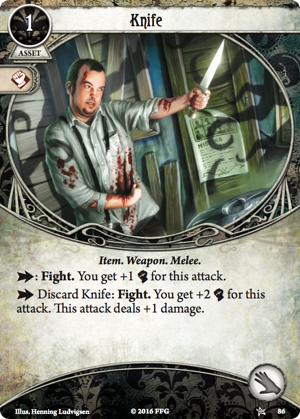 Knife
1
ASSET
Item. Weapon. Melee.
: Fight. You get +1 for this attack.
Discard Knife: Fight. You get +2 for this
attack. This attack deals +1 damage.
Illus. Henning Ludvigsen
© 2016 FFG
86